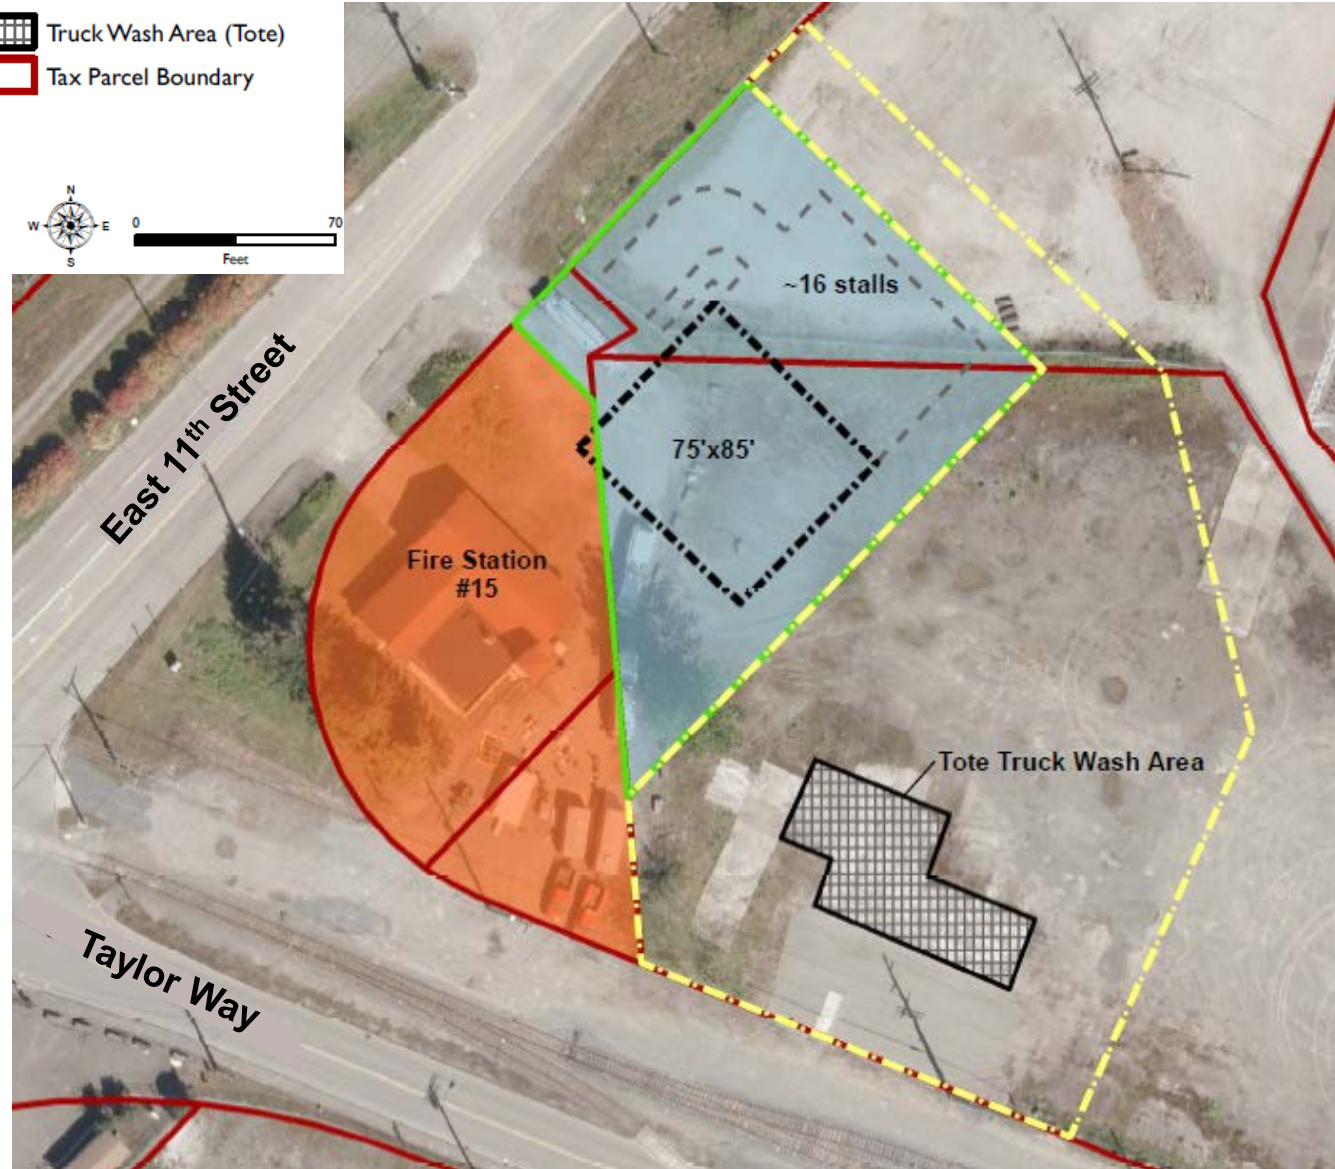 Truck Wash Area (Tote)
Tax Parcel Boundary
N
W
E
S
0
70
Feet
~16 stalls
East 11th Street
75'x85'
Fire Station
#15
Tote Truck Wash Area
Taylor Way